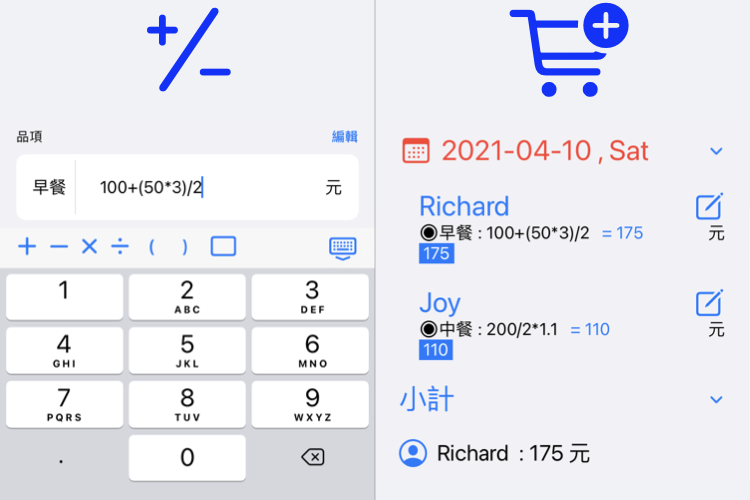 品項 編輯
早餐 100+(50*3)/2 元
+ − × ÷ ( )
1 2 ABC 3 DEF
4 GHI 5 JKL 6 MNO
7 PQRS 8 TUV 9 WXYZ
. 0
2021-04-10 , Sat
Richard
◉早餐 : 100+(50*3)/2 = 175 元
175
Joy
◉中餐 : 200/2*1.1 = 110 元
110
小計
Richard : 175 元